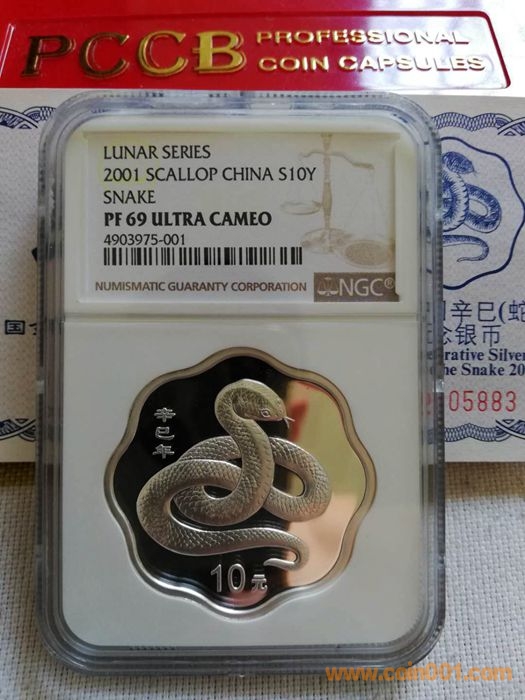 PCCB PROFESSIONAL
COIN CAPSULES
LUNAR SERIES
2001 SCALLOP CHINA S10Y
SNAKE
PF 69 ULTRA CAMEO
4903975-001
NUMISMATIC GUARANTY CORPORATION
NGC®
辛巳(蛇
念银币
rative Silver
the Snake 20
05883
国
辛巳年
10元
www.coin001.com